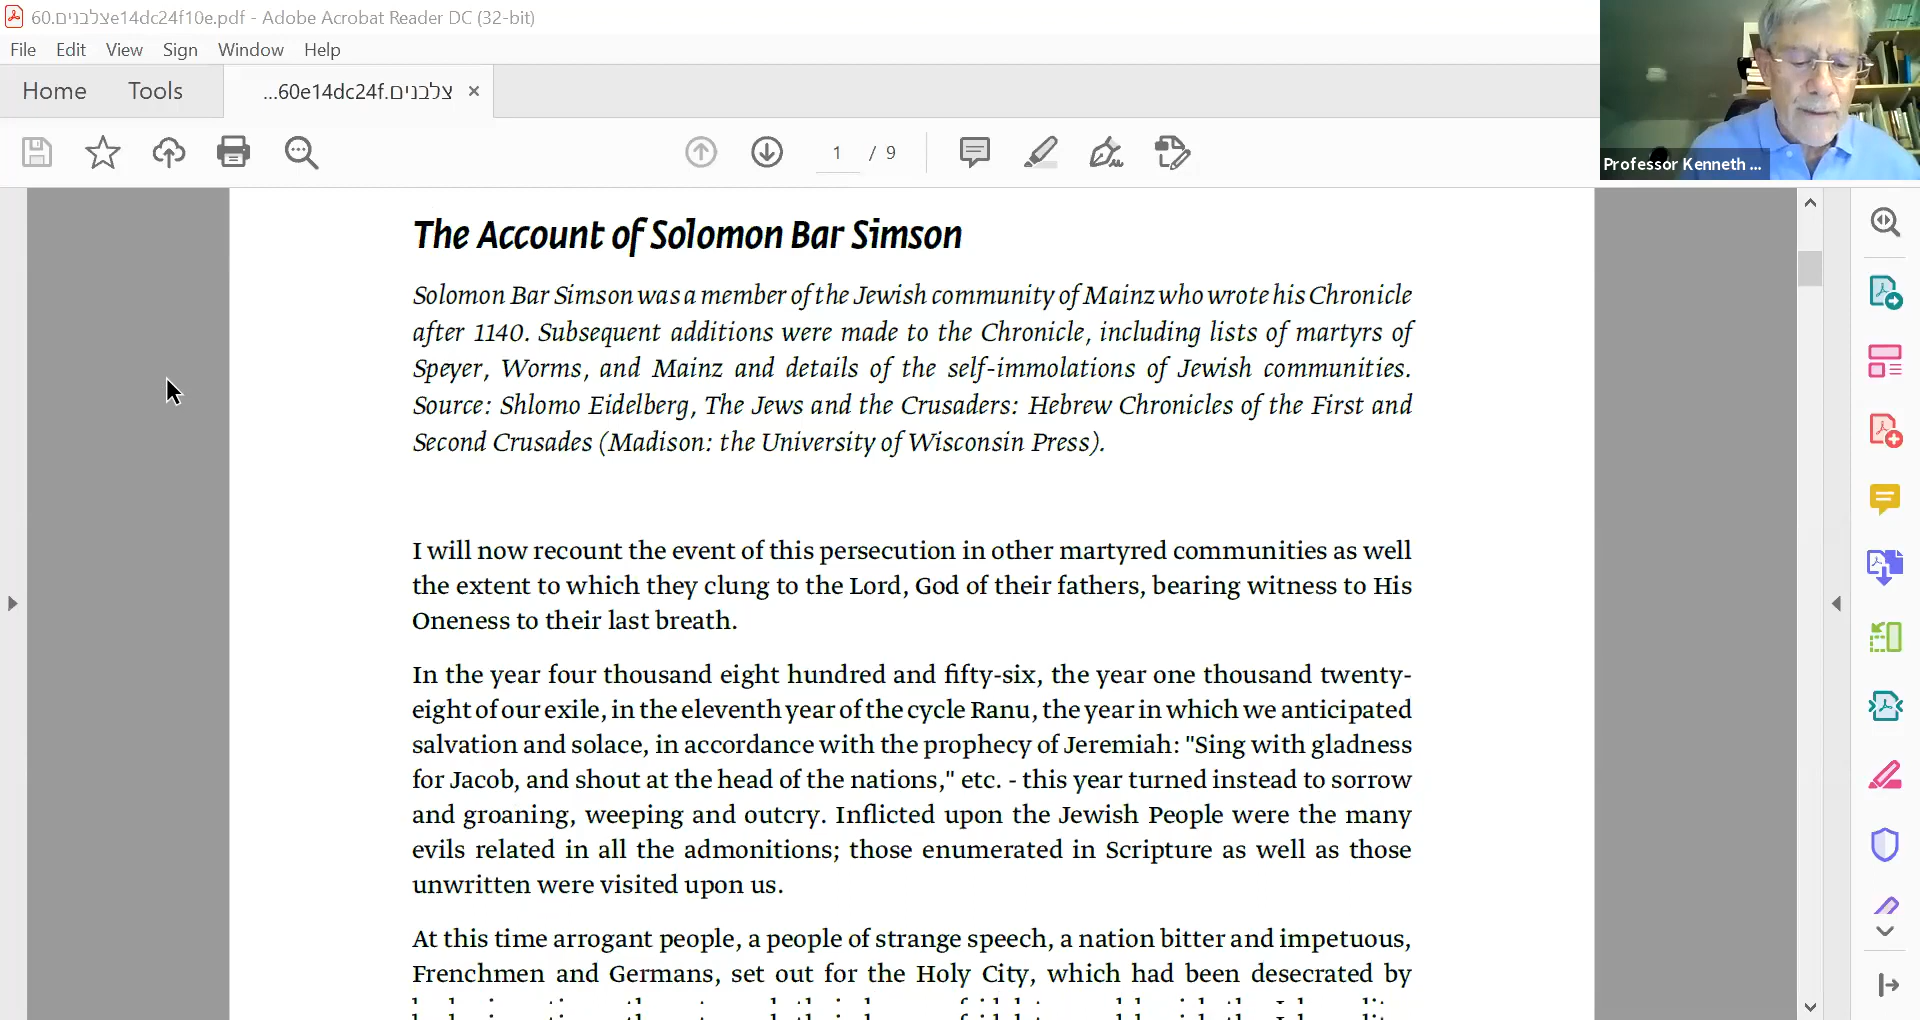 60.צלבניםe14dc24f10e.pdf - Adobe Acrobat Reader DC (32-bit)
File Edit View Sign Window Help
Home Tools ...60e14dc24f.צלבנים ×
1 / 9
Professor Kenneth ...
The Account of Solomon Bar Simson
Solomon Bar Simson was a member of the Jewish community of Mainz who wrote his Chronicle
after 1140. Subsequent additions were made to the Chronicle, including lists of martyrs of
Speyer, Worms, and Mainz and details of the self-immolations of Jewish communities.
Source: Shlomo Eidelberg, The Jews and the Crusaders: Hebrew Chronicles of the First and
Second Crusades (Madison: the University of Wisconsin Press).
I will now recount the event of this persecution in other martyred communities as well
the extent to which they clung to the Lord, God of their fathers, bearing witness to His
Oneness to their last breath.
In the year four thousand eight hundred and fifty-six, the year one thousand twenty-
eight of our exile, in the eleventh year of the cycle Ranu, the year in which we anticipated
salvation and solace, in accordance with the prophecy of Jeremiah: "Sing with gladness
for Jacob, and shout at the head of the nations," etc. - this year turned instead to sorrow
and groaning, weeping and outcry. Inflicted upon the Jewish People were the many
evils related in all the admonitions; those enumerated in Scripture as well as those
unwritten were visited upon us.
At this time arrogant people, a people of strange speech, a nation bitter and impetuous,
Frenchmen and Germans, set out for the Holy City, which had been desecrated by